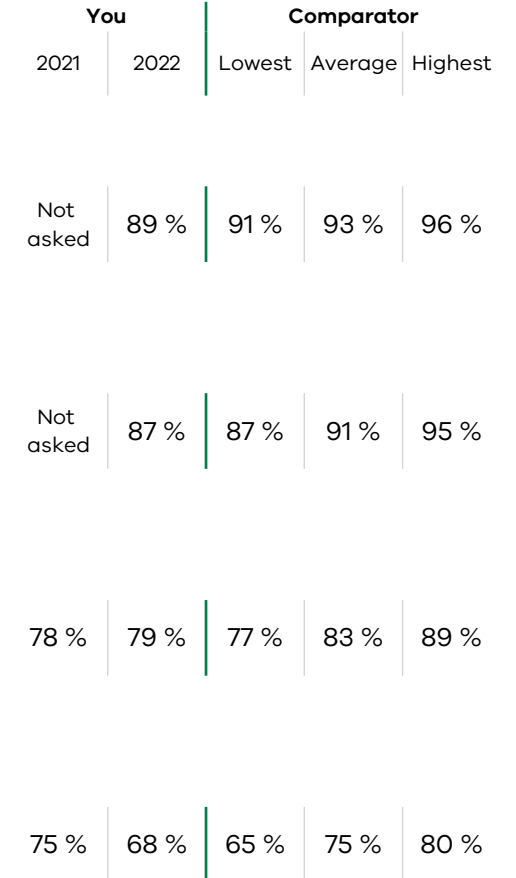 You Comparator
2021 2022 Lowest Average Highest
Not
asked 89 % 91 % 93 % 96 %
Not
asked 87 % 87 % 91 % 95 %
78 % 79 % 77 % 83 % 89 %
75 % 68 % 65 % 75 % 80 %